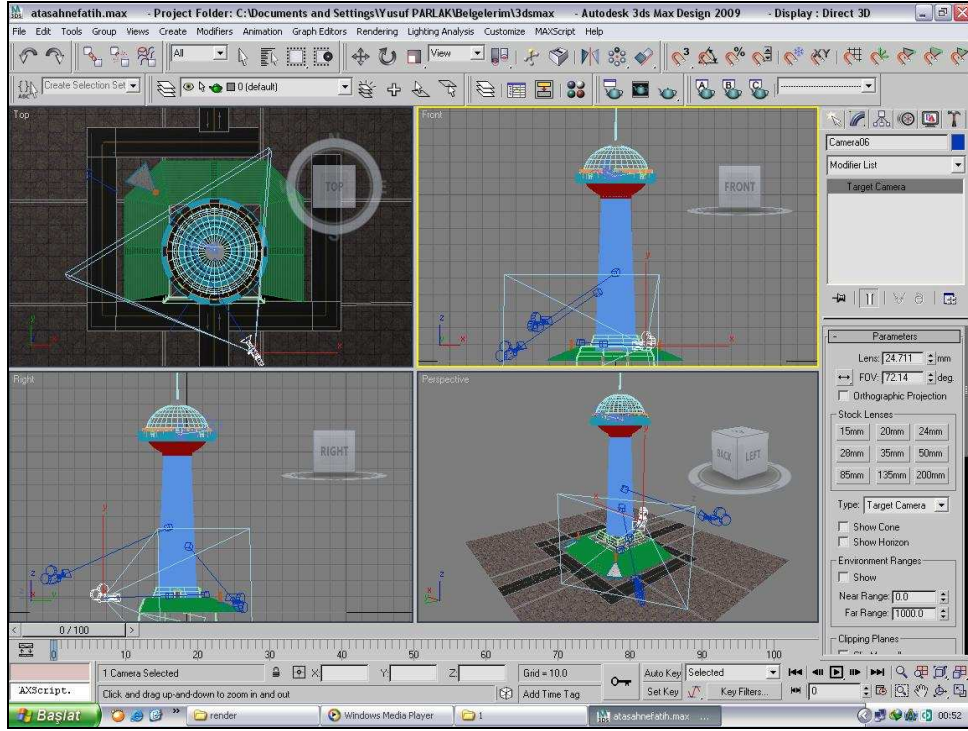 atasahnefatih.max - Project Folder: C:\Documents and Settings\Yusuf PARLAK\Belgelerim\3dsmax - Autodesk 3ds Max Design 2009 - Display : Direct 3D
File Edit Tools Group Views Create Modifiers Animation Graph Editors Rendering Lighting Analysis Customize MAXScript Help
All View
Create Selection Set 0 (default)
Top
TOP
Front
FRONT
Right
RIGHT
Perspective
BACK LEFT
Camera06
Modifier List
Target Camera
- Parameters
Lens: 24.711 mm
FOV: 72.14 deg.
Orthographic Projection
Stock Lenses
15mm 20mm 24mm
28mm 35mm 50mm
85mm 135mm 200mm
Type: Target Camera
Show Cone
Show Horizon
Environment Ranges
Show
Near Range: 0.0
Far Range: 1000.0
Clipping Planes
< 0 / 100 >
0 10 20 30 40 50 60 70 80 90 100
1 Camera Selected X: Y: Z: Grid = 10.0 Auto Key Selected
AXScript. Click and drag up-and-down to zoom in and out Add Time Tag Set Key Key Filters... 0
Başlat render Windows Media Player 1 atasahnefatih.max ... 00:52